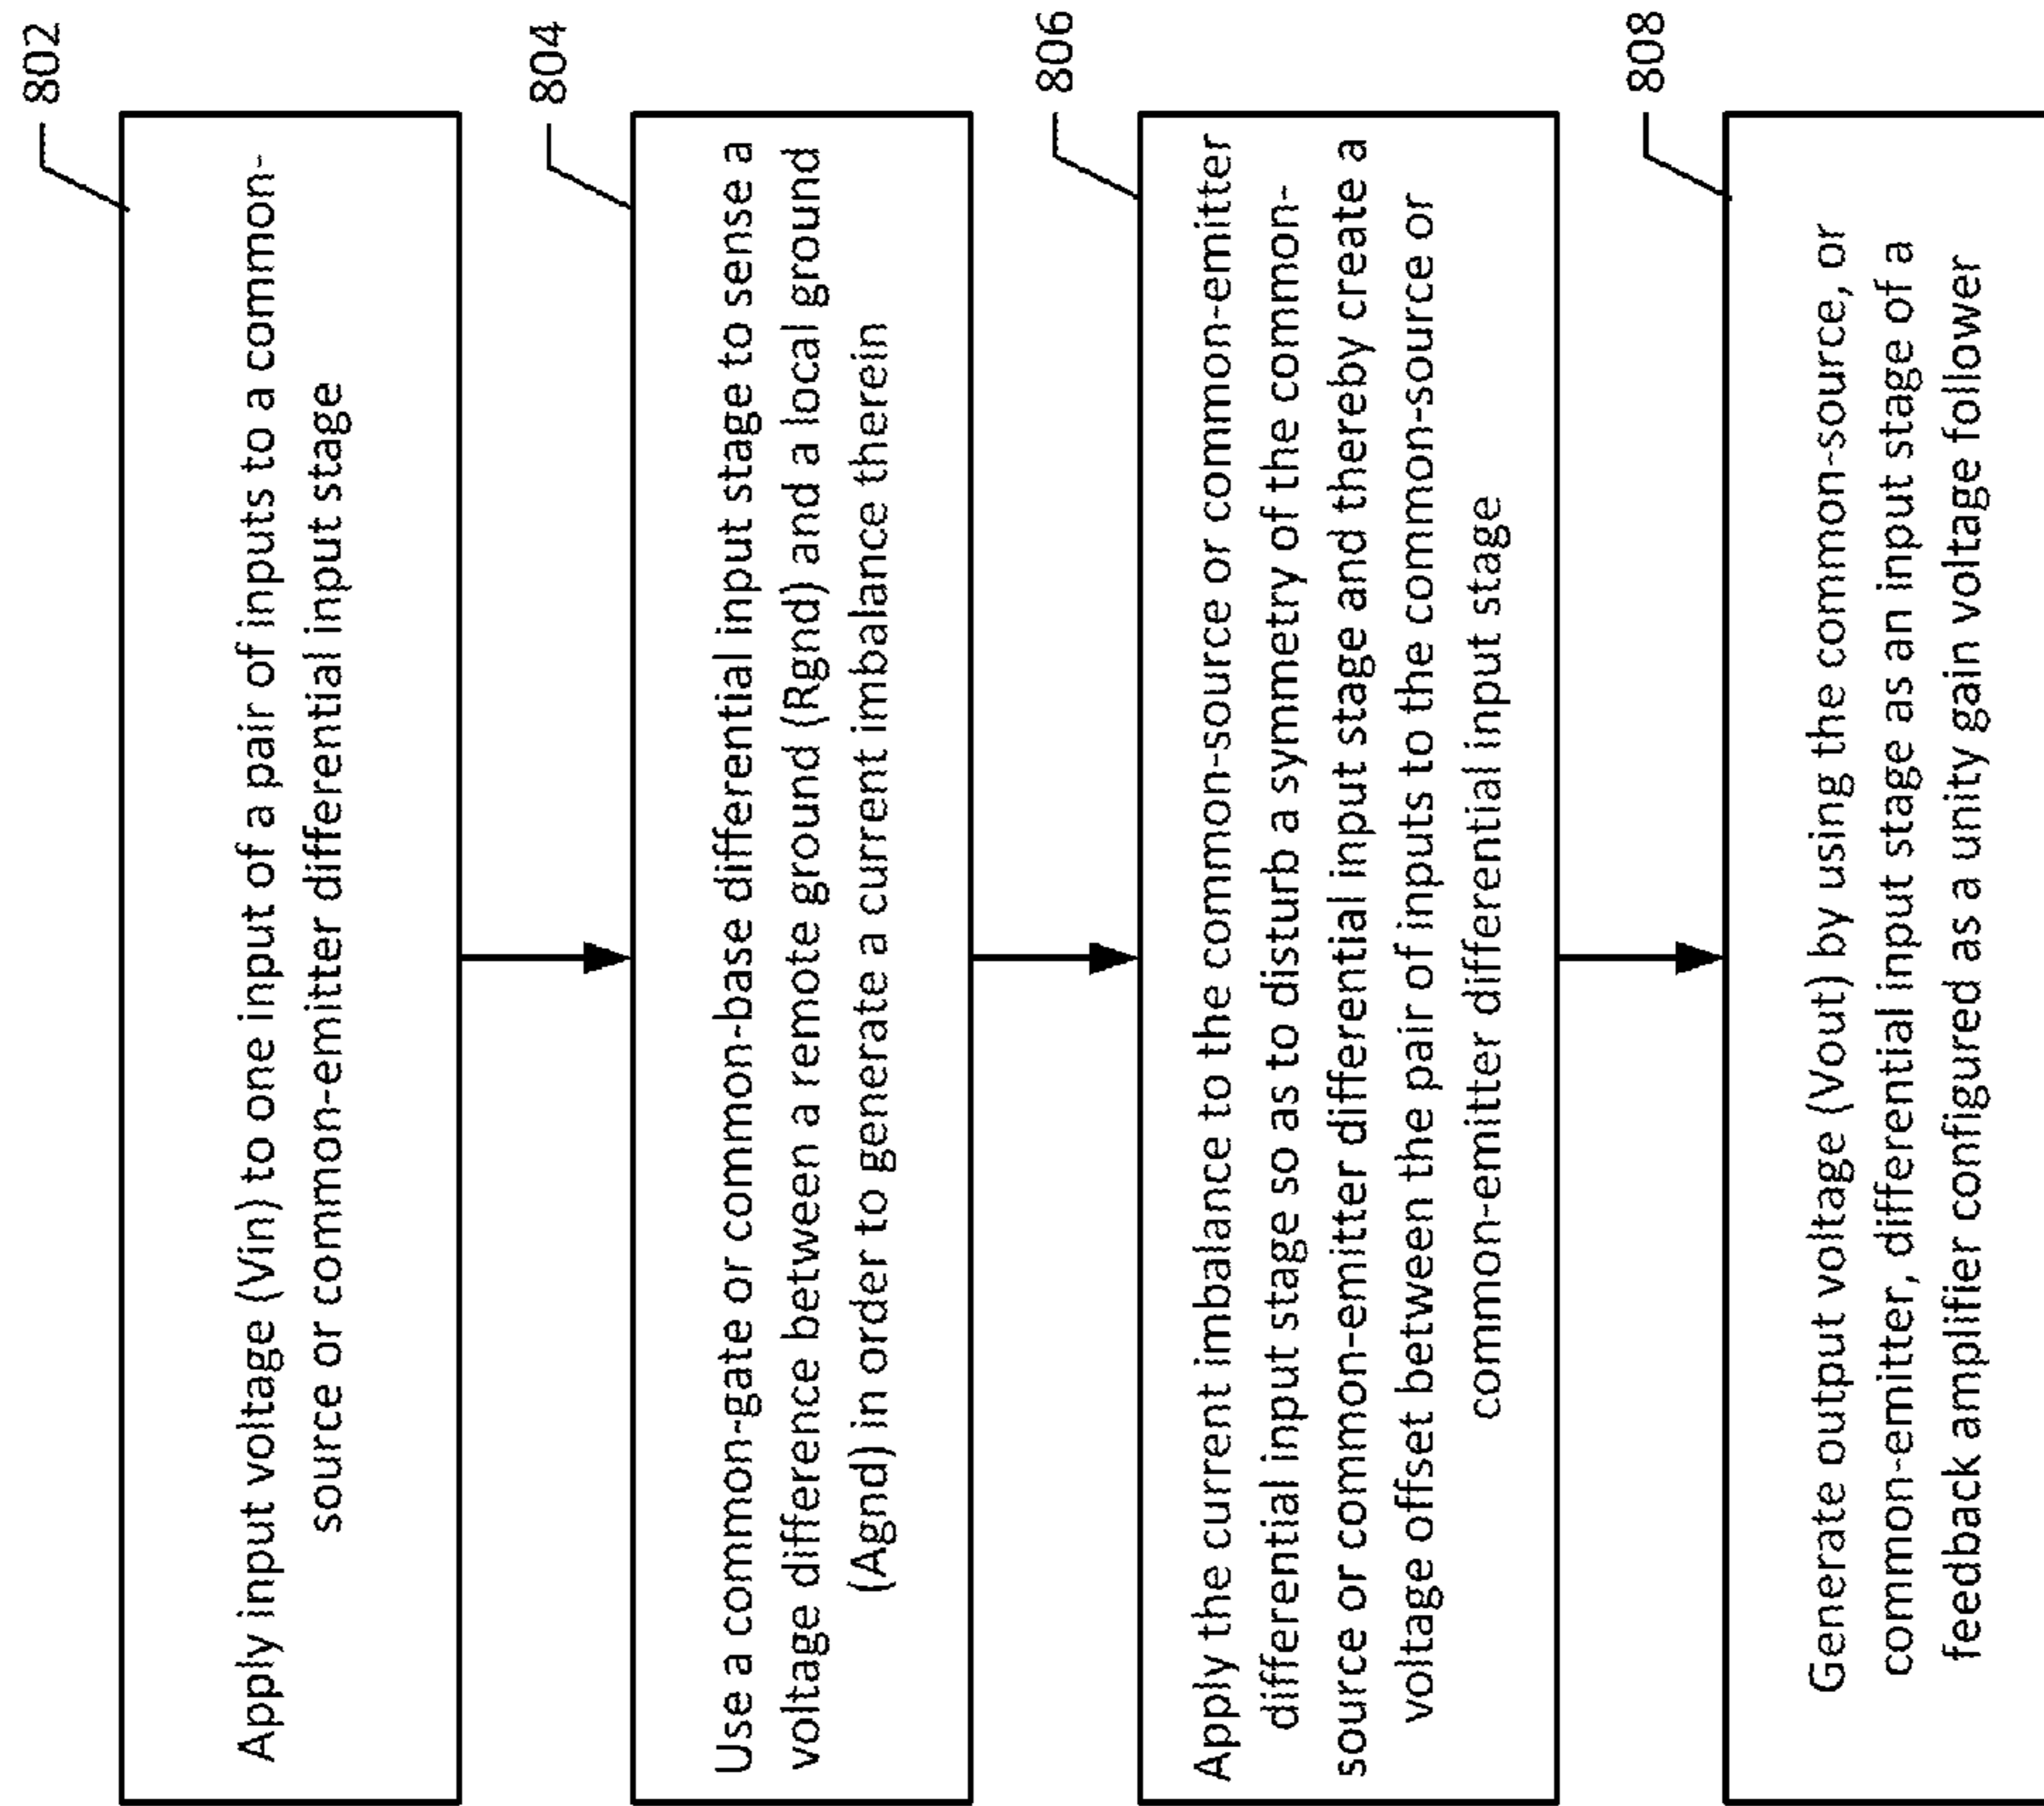 802
Apply input voltage (Vin) to one input of a pair of inputs to a common-
source or common-emitter differential input stage
804
Use a common-gate or common-base differential input stage to sense a
voltage difference between a remote ground (Rgnd) and a local ground
(Agnd) in order to generate a current imbalance therein
806
Apply the current imbalance to the common-source or common-emitter
differential input stage so as to disturb a symmetry of the common-
source or common-emitter differential input stage and thereby create a
voltage offset between the pair of inputs to the common-source or
common-emitter differential input stage
808
Generate output voltage (Vout) by using the common-source, or
common-emitter, differential input stage as an input stage of a
feedback amplifier configured as a unity gain voltage follower